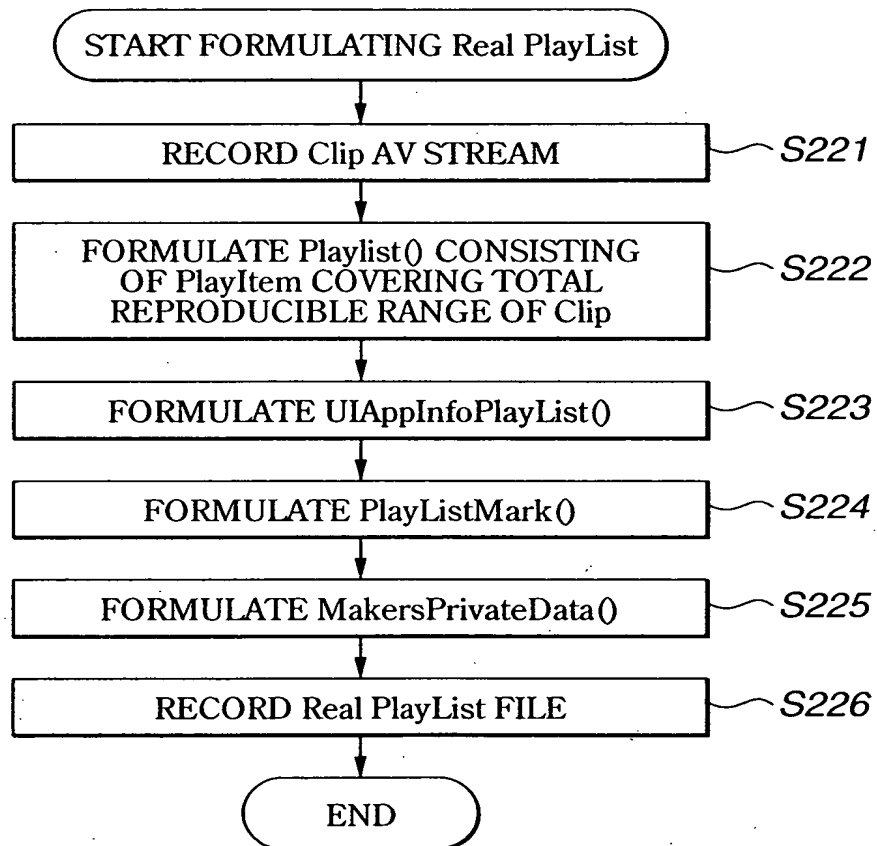 START FORMULATING Real PlayList
RECORD Clip AV STREAM
S221
FORMULATE Playlist() CONSISTING
OF PlayItem COVERING TOTAL
REPRODUCIBLE RANGE OF Clip
S222
FORMULATE UIAppInfoPlayList()
S223
FORMULATE PlayListMark()
S224
FORMULATE MakersPrivateData()
S225
RECORD Real PlayList FILE
S226
END